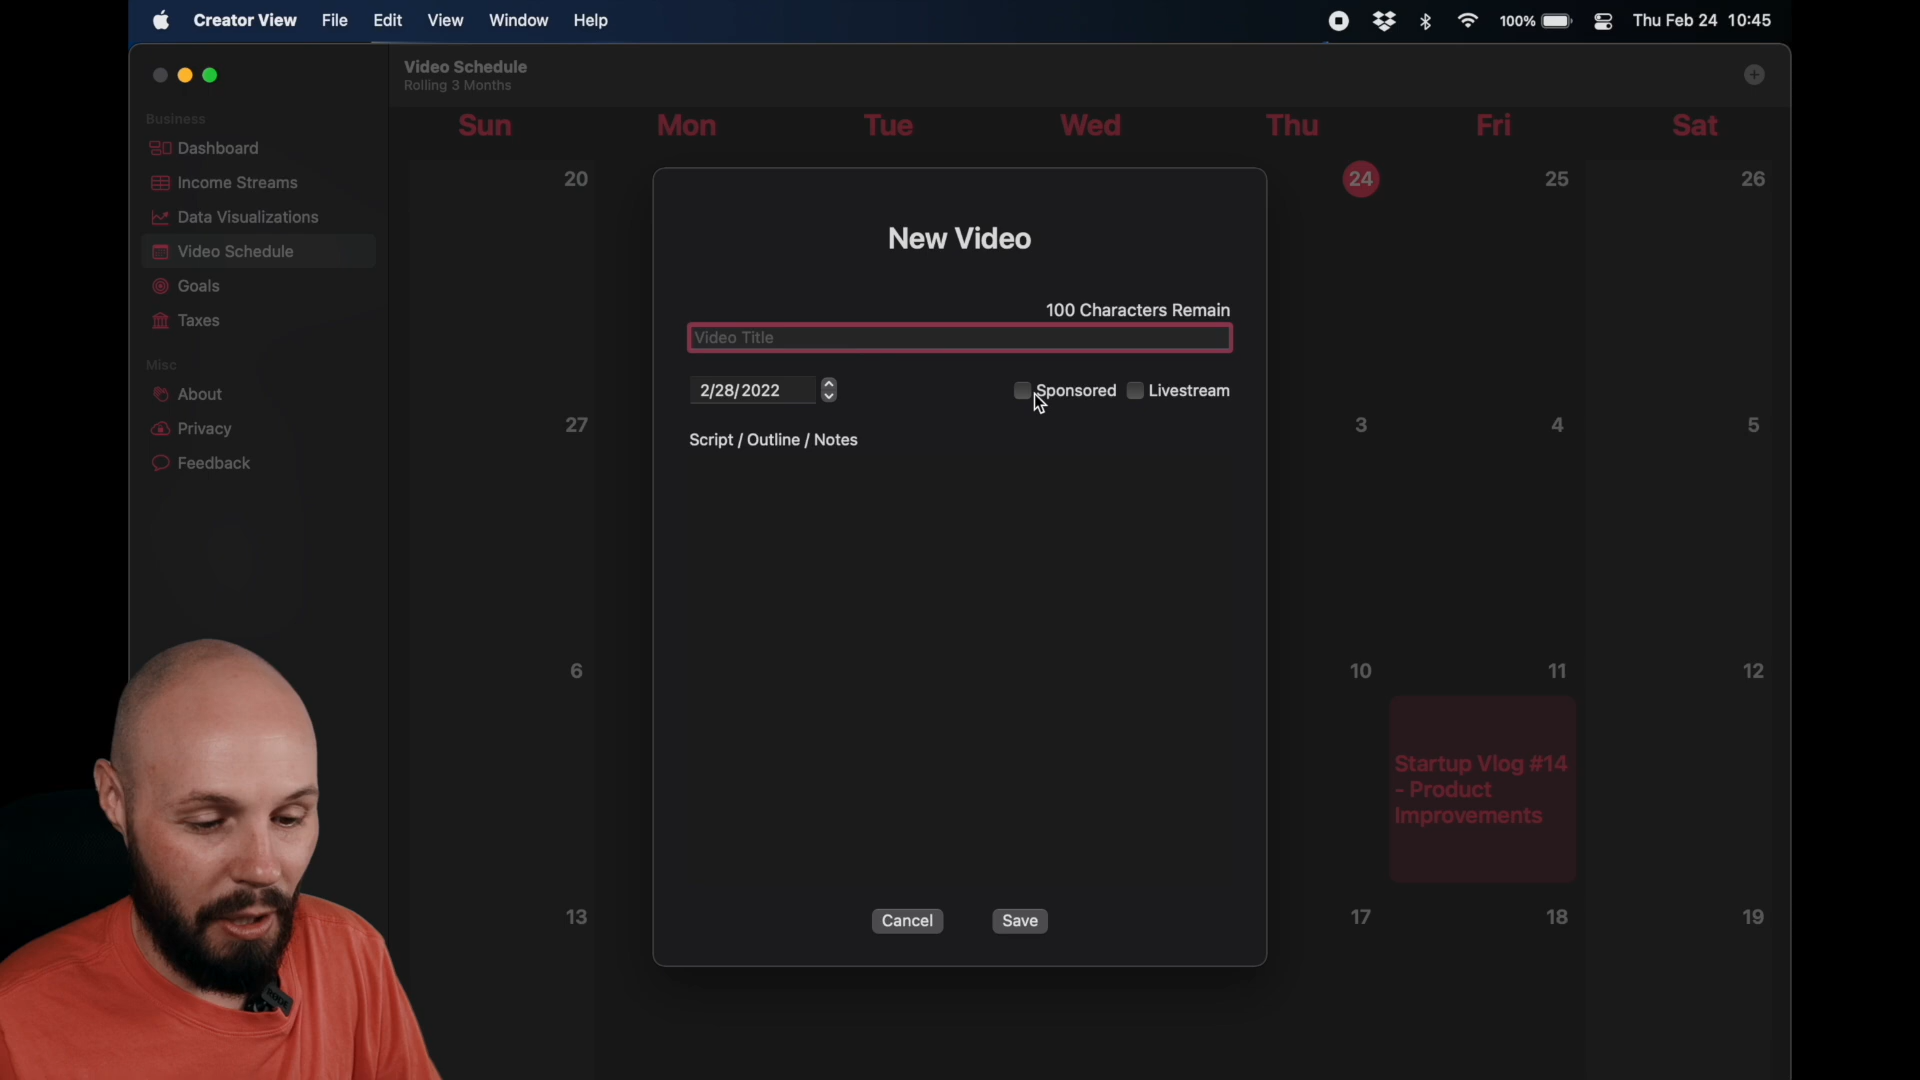 Creator View File Edit View Window Help 100% Thu Feb 24 10:45
Video Schedule
Rolling 3 Months
Business
Dashboard
Income Streams
Data Visualizations
Video Schedule
Goals
Taxes
Misc
About
Privacy
Feedback
Sun Mon Tue Wed Thu Fri Sat
20 24 25 26
27 3 4 5
6 10 11 12
Startup Vlog #14
- Product
Improvements
13 17 18 19
New Video
100 Characters Remain
Video Title
2/28/2022 Sponsored Livestream
Script / Outline / Notes
Cancel Save